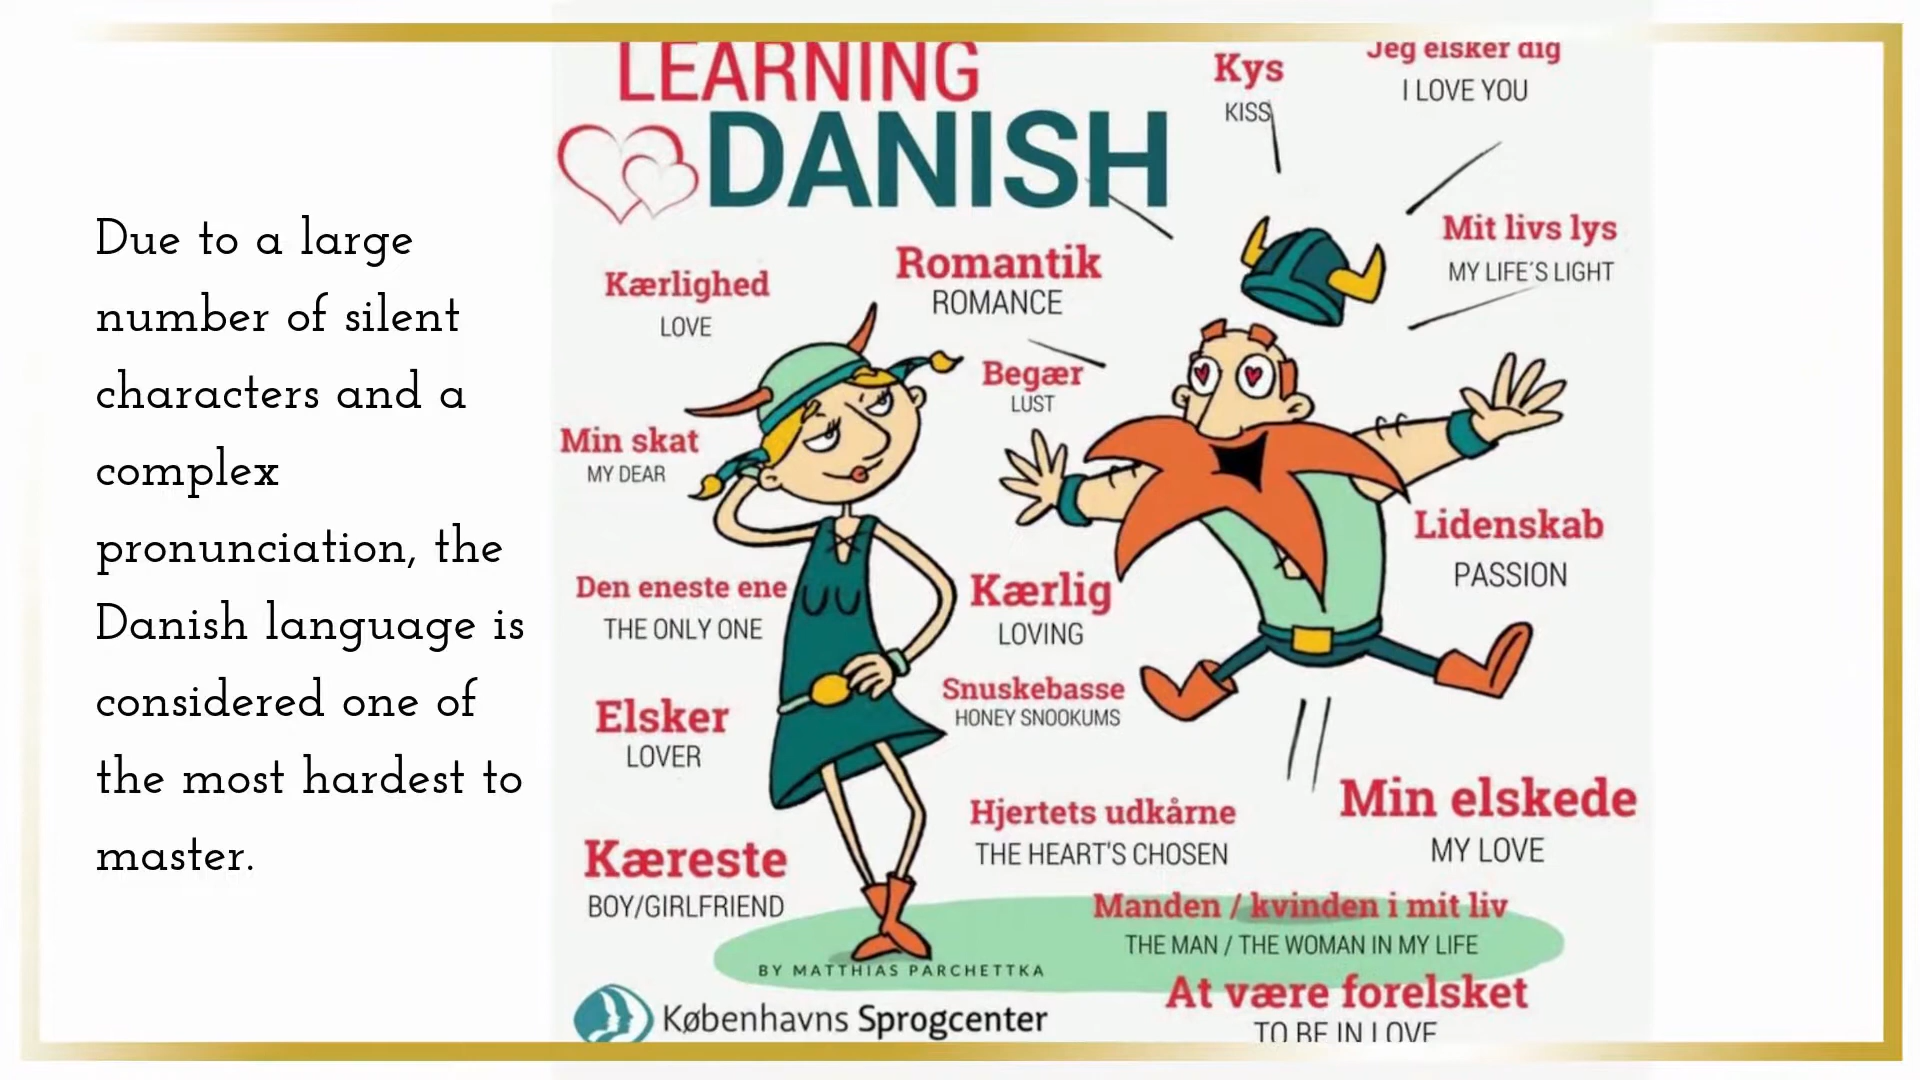 Due to a large
number of silent
characters and a
complex
pronunciation, the
Danish language is
considered one of
the most hardest to
master.
LEARNING
DANISH
Kys
KISS
Jeg elsker dig
I LOVE YOU
Mit livs lys
MY LIFE´S LIGHT
Kærlighed
LOVE
Romantik
ROMANCE
Begær
LUST
Min skat
MY DEAR
Lidenskab
PASSION
Den eneste ene
THE ONLY ONE
Kærlig
LOVING
Snuskebasse
HONEY SNOOKUMS
Elsker
LOVER
Hjertets udkårne
THE HEART'S CHOSEN
Min elskede
MY LOVE
Kæreste
BOY/GIRLFRIEND
Manden / kvinden i mit liv
THE MAN / THE WOMAN IN MY LIFE
BY MATTHIAS PARCHETTKA
At være forelsket
TO BE IN LOVE
Københavns Sprogcenter